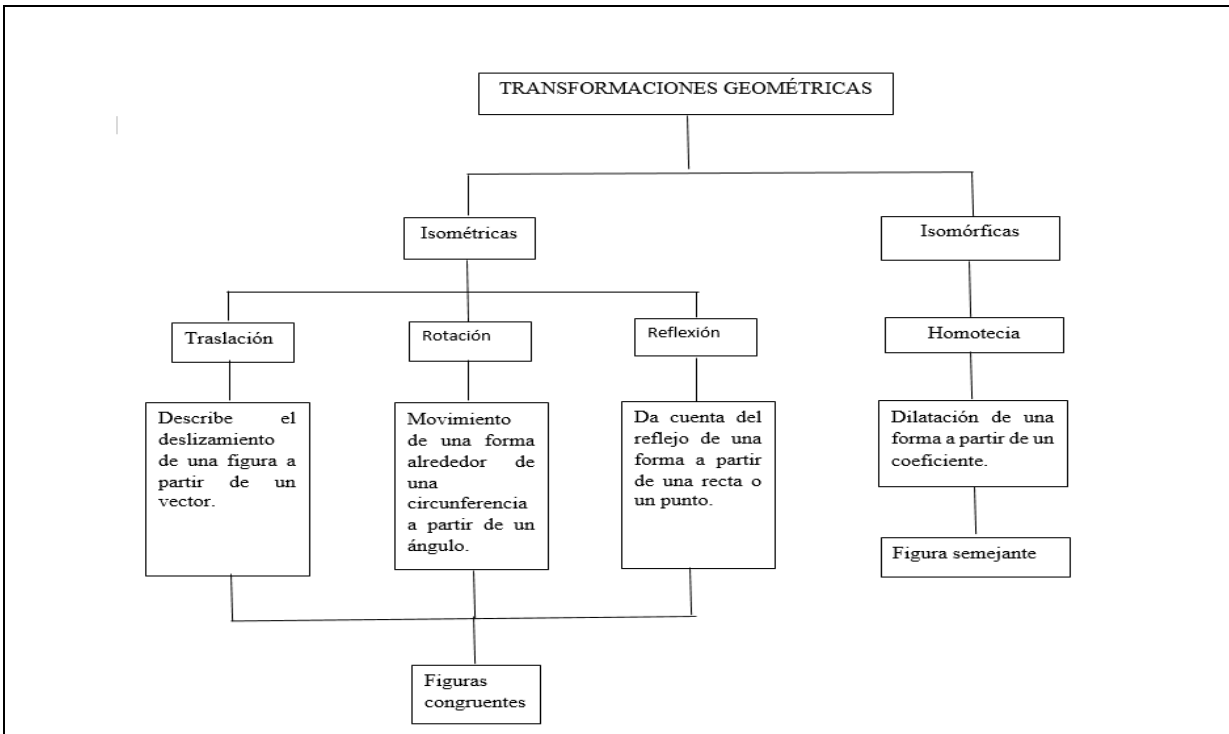 TRANSFORMACIONES GEOMÉTRICAS
Isométricas
Isomórficas
Traslación
Rotación
Reflexión
Homotecia
Describe el
deslizamiento
de una figura a
partir de un
vector.
Movimiento
de una forma
alrededor de
una
circunferencia
a partir de un
ángulo.
Da cuenta del
reflejo de una
forma a partir
de una recta o
un punto.
Dilatación de una
forma a partir de un
coeficiente.
Figura semejante
Figuras
congruentes